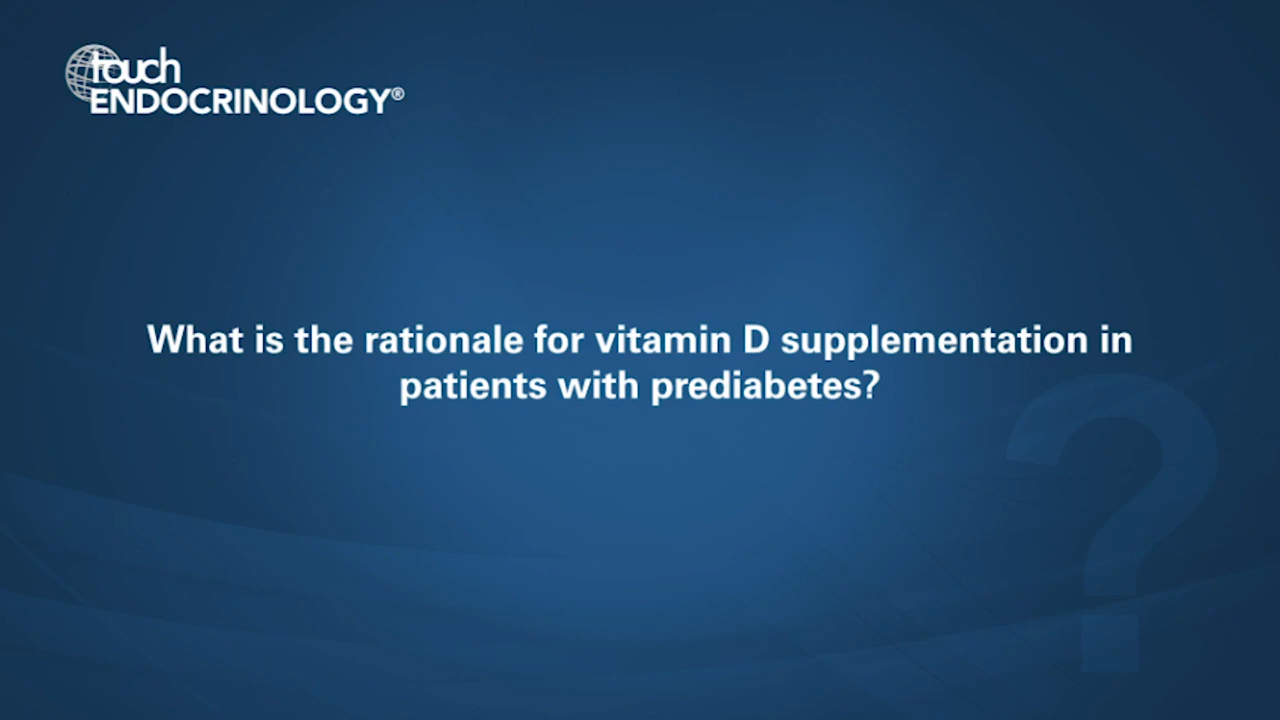 touch
ENDOCRINOLOGY®
What is the rationale for vitamin D supplementation in
patients with prediabetes?
?